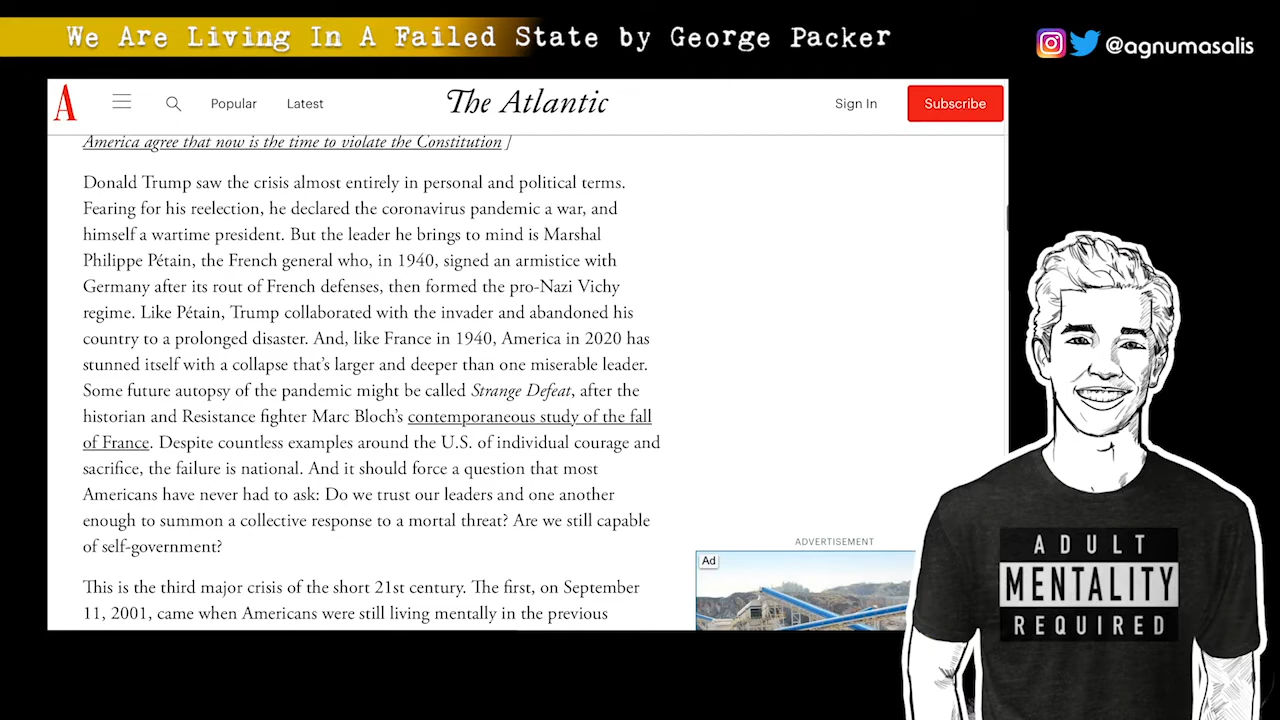 We Are Living In A Failed State by George Packer
@agnumasalis
A
Popular
Latest
The Atlantic
Sign In
Subscribe
America agree that now is the time to violate the Constitution ]
Donald Trump saw the crisis almost entirely in personal and political terms.
Fearing for his reelection, he declared the coronavirus pandemic a war, and
himself a wartime president. But the leader he brings to mind is Marshal
Philippe Pétain, the French general who, in 1940, signed an armistice with
Germany after its rout of French defenses, then formed the pro-Nazi Vichy
regime. Like Pétain, Trump collaborated with the invader and abandoned his
country to a prolonged disaster. And, like France in 1940, America in 2020 has
stunned itself with a collapse that’s larger and deeper than one miserable leader.
Some future autopsy of the pandemic might be called Strange Defeat, after the
historian and Resistance fighter Marc Bloch’s contemporaneous study of the fall
of France. Despite countless examples around the U.S. of individual courage and
sacrifice, the failure is national. And it should force a question that most
Americans have never had to ask: Do we trust our leaders and one another
enough to summon a collective response to a mortal threat? Are we still capable
of self-government?
This is the third major crisis of the short 21st century. The first, on September
11, 2001, came when Americans were still living mentally in the previous
ADVERTISEMENT
Ad
ADULT
MENTALITY
REQUIRED